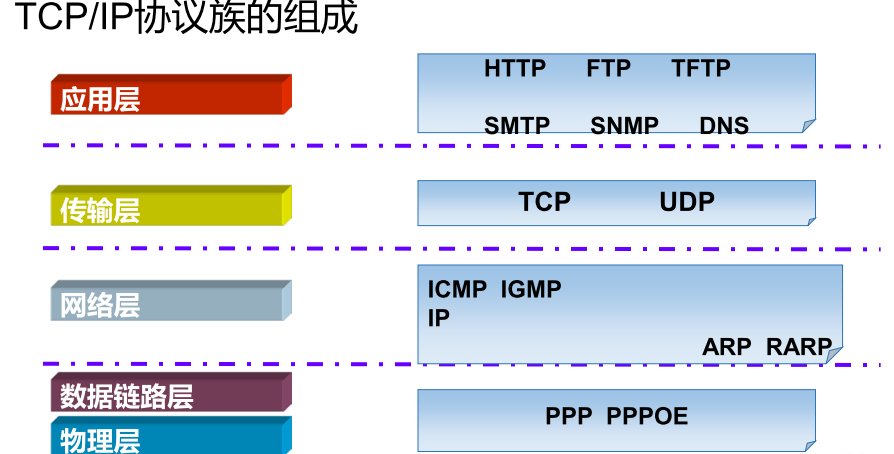 TCP/IP协议族的组成
应用层
HTTP FTP TFTP
SMTP SNMP DNS
传输层
TCP UDP
网络层
ICMP IGMP
IP
ARP RARP
数据链路层
物理层
PPP PPPOE